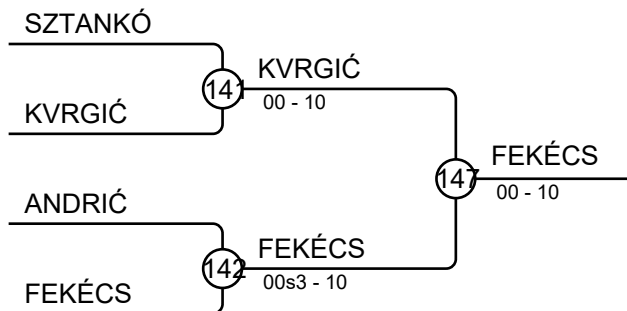 SZTANKÓ
141
KVRGIĆ
00 - 10
KVRGIĆ
147
FEKÉCS
00 - 10
ANDRIĆ
142
FEKÉCS
00s3 - 10
FEKÉCS